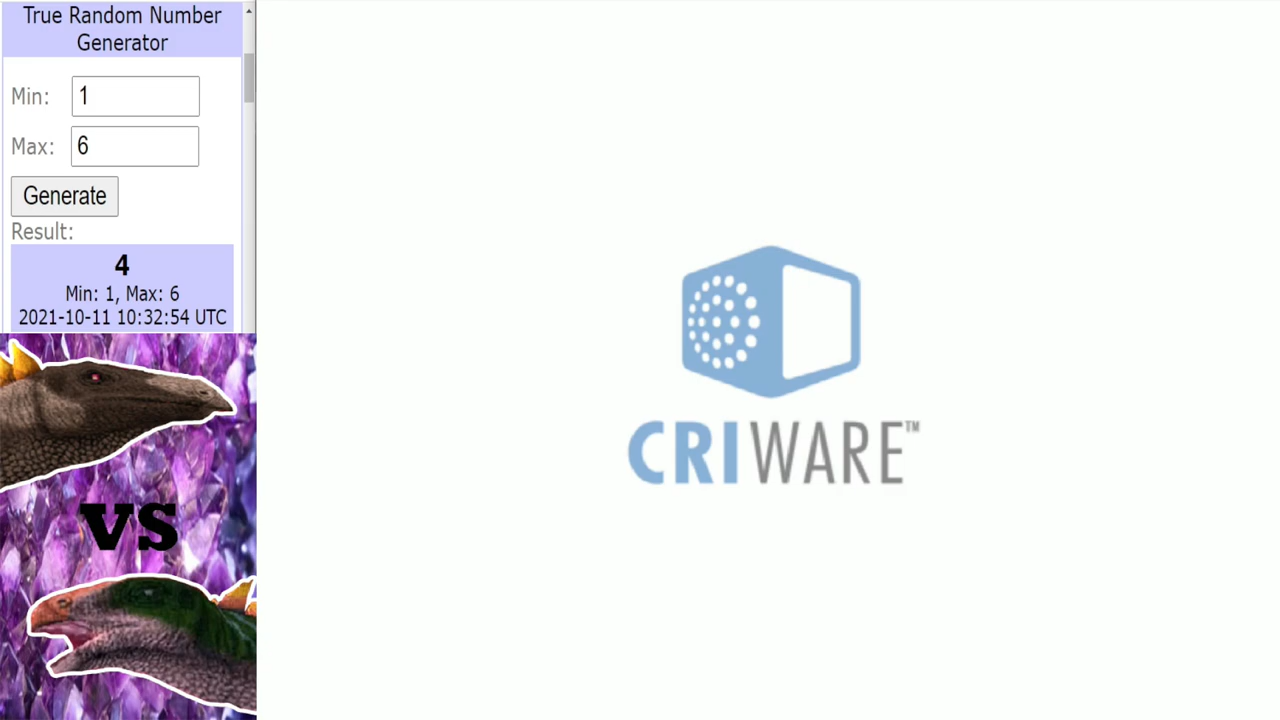 True Random Number
Generator
Min: 1
Max: 6
Generate
Result:
4
Min: 1, Max: 6
2021-10-11 10:32:54 UTC
vs
CRIWARE™